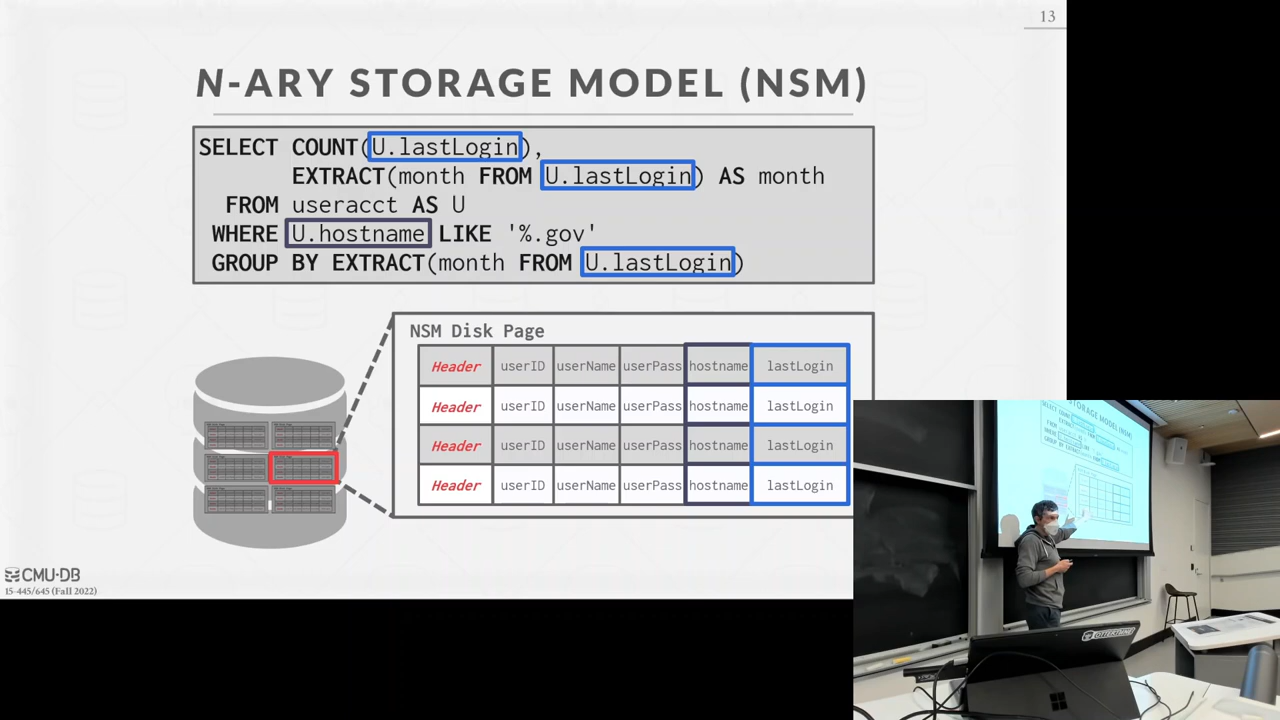 13
N-ARY STORAGE MODEL (NSM)
SELECT COUNT(U.lastLogin),
EXTRACT(month FROM U.lastLogin) AS month
FROM useracct AS U
WHERE U.hostname LIKE '%.gov'
GROUP BY EXTRACT(month FROM U.lastLogin)
NSM Disk Page
Header userID userName userPass hostname lastLogin
Header userID userName userPass hostname lastLogin
Header userID userName userPass hostname lastLogin
Header userID userName userPass hostname lastLogin
CMU·DB
15-445/645 (Fall 2022)
STORAGE MODEL (NSM)